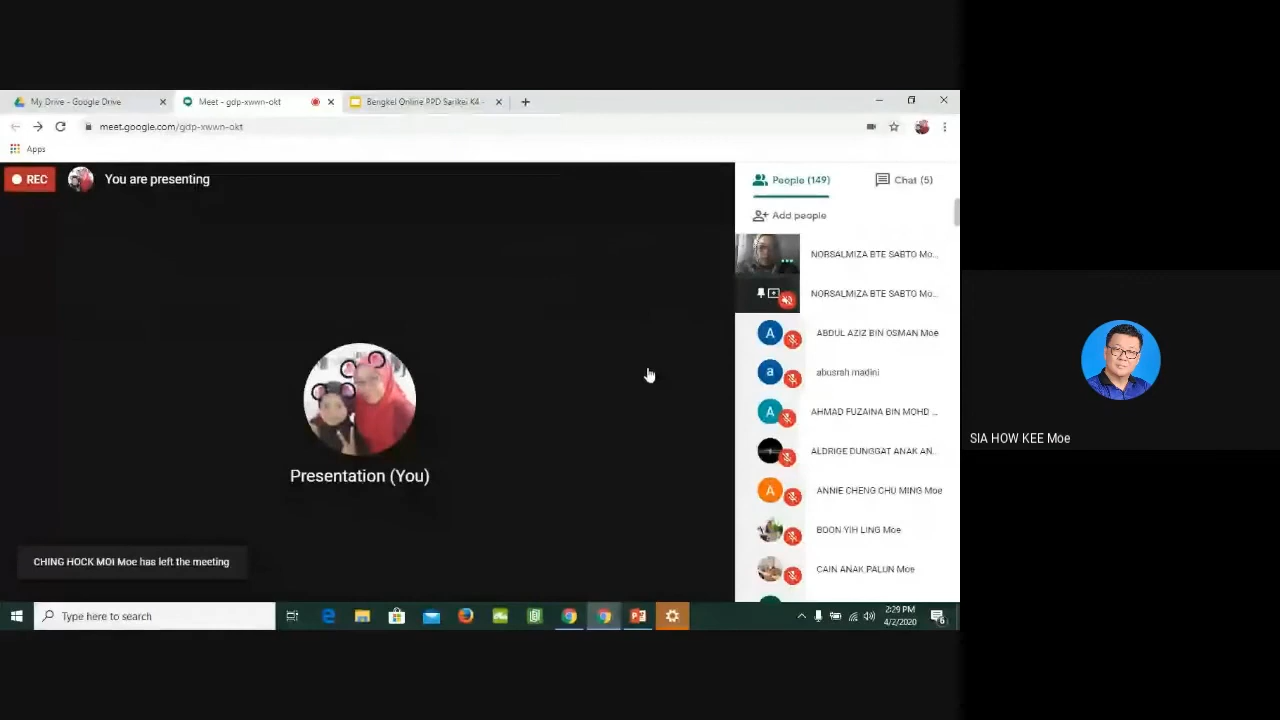 My Drive - Google Drive
Meet - gdp-xwwn-okt
Bengkel Online PPD Sarikei K4 -
meet.google.com/gdp-xwwn-okt
Apps
REC
You are presenting
People (149)
Chat (5)
Add people
NORSALMIZA BTE SABTO Mo...
NORSALMIZA BTE SABTO Mo...
A
ABDUL AZIZ BIN OSMAN Moe
a
abusrah madini
A
AHMAD FUZAINA BIN MOHD ...
ALDRIGE DUNGGAT ANAK AN...
A
ANNIE CHENG CHU MING Moe
BOON YIH LING Moe
CAIN ANAK PALUN Moe
Presentation (You)
CHING HOCK MOI Moe has left the meeting
SIA HOW KEE Moe
Type here to search
2:29 PM
4/2/2020
6